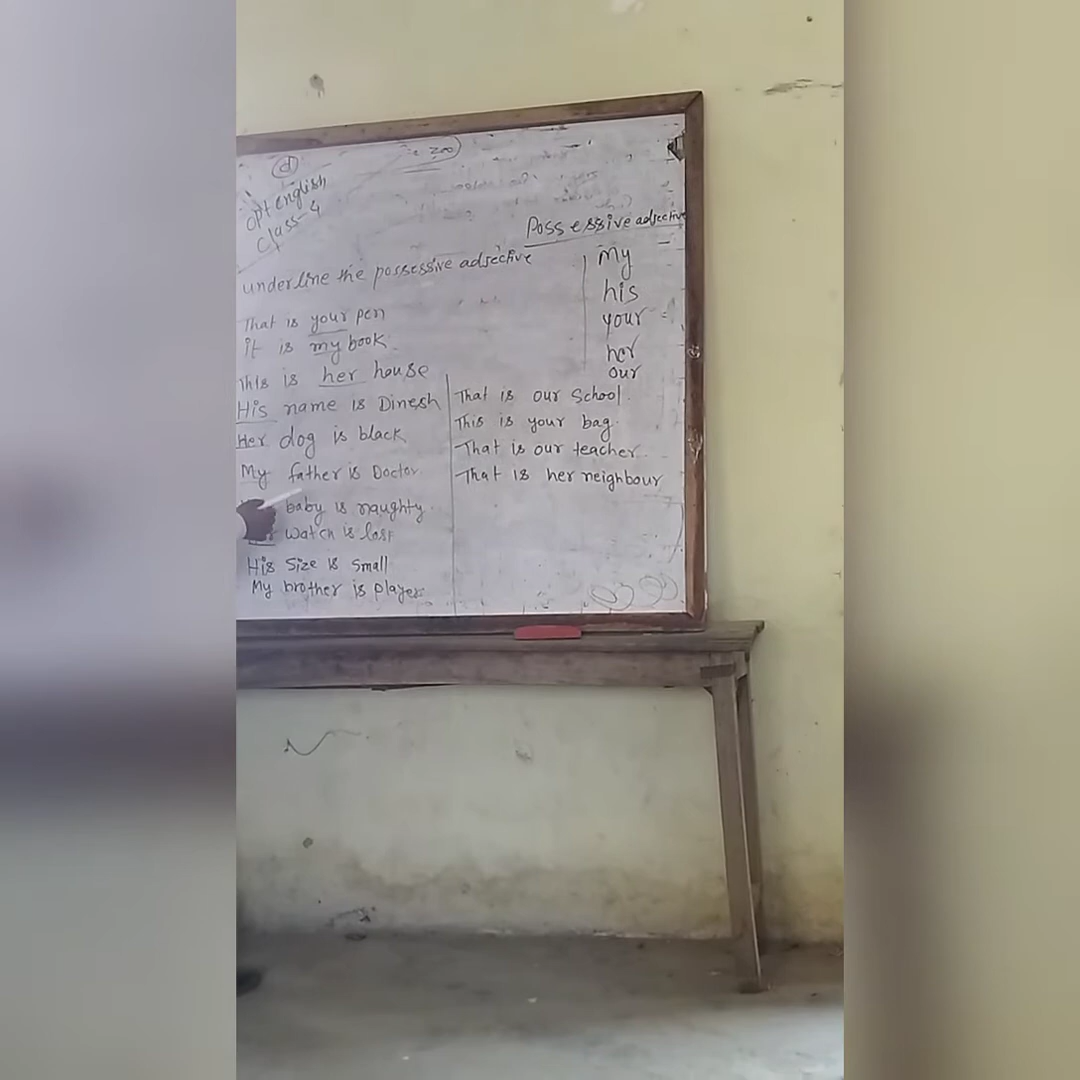 d
200
opt english
class-4
Possessive adjective
underline the possessive adjective
my
his
your
her
our
That is your pen
it is my book.
This is her house
His name is Dinesh
Her dog is black
My father is Doctor
baby is naughty.
watch is
His size is small
My brother is player
That is our School.
This is your bag.
That is our teacher.
That is her neighbour